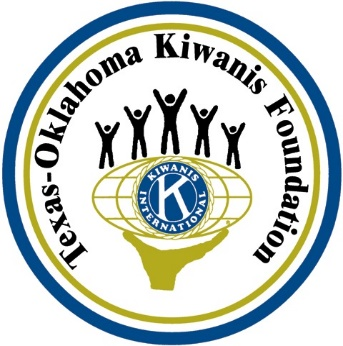 Texas-Oklahoma Kiwanis Foundation
KIWANIS
K
INTERNATIONAL